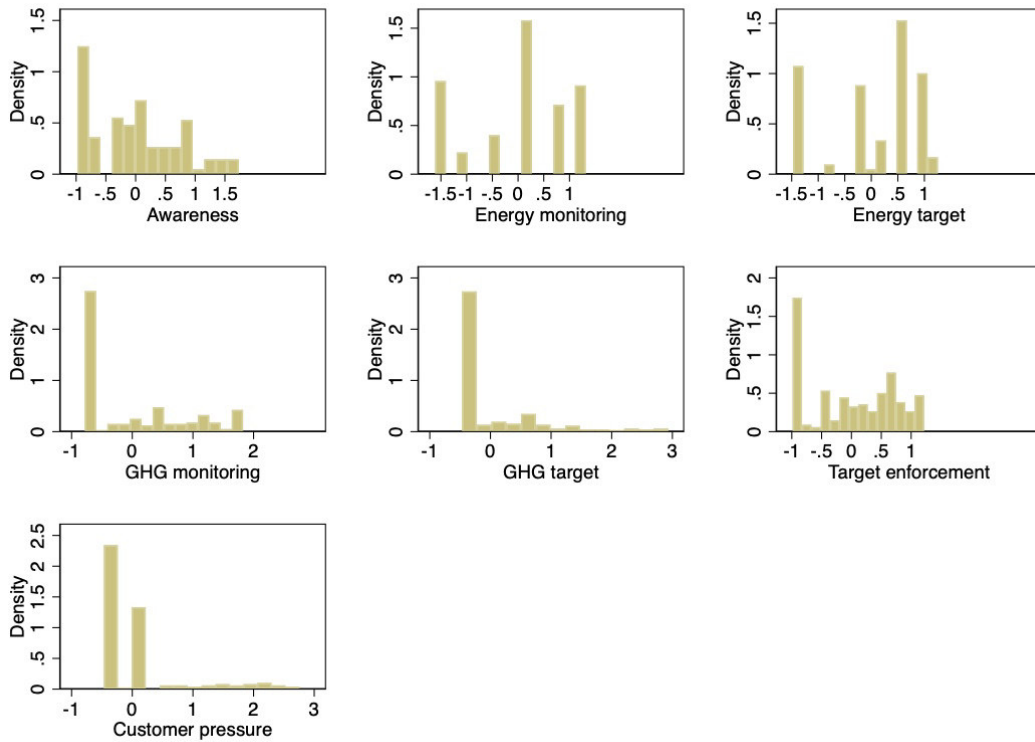 Density
1.5
1
.5
0
-1 -.5 0 .5 1 1.5
Awareness
Density
1.5
1
.5
0
-1.5 -1 -.5 0 .5 1
Energy monitoring
Density
1.5
1
.5
0
-1.5 -1 -.5 0 .5 1
Energy target
Density
3
2
1
0
-1 0 1 2
GHG monitoring
Density
3
2
1
0
-1 0 1 2 3
GHG target
Density
2
1.5
1
.5
0
-1 -.5 0 .5 1
Target enforcement
Density
2.5
2
1.5
1
.5
0
-1 0 1 2 3
Customer pressure